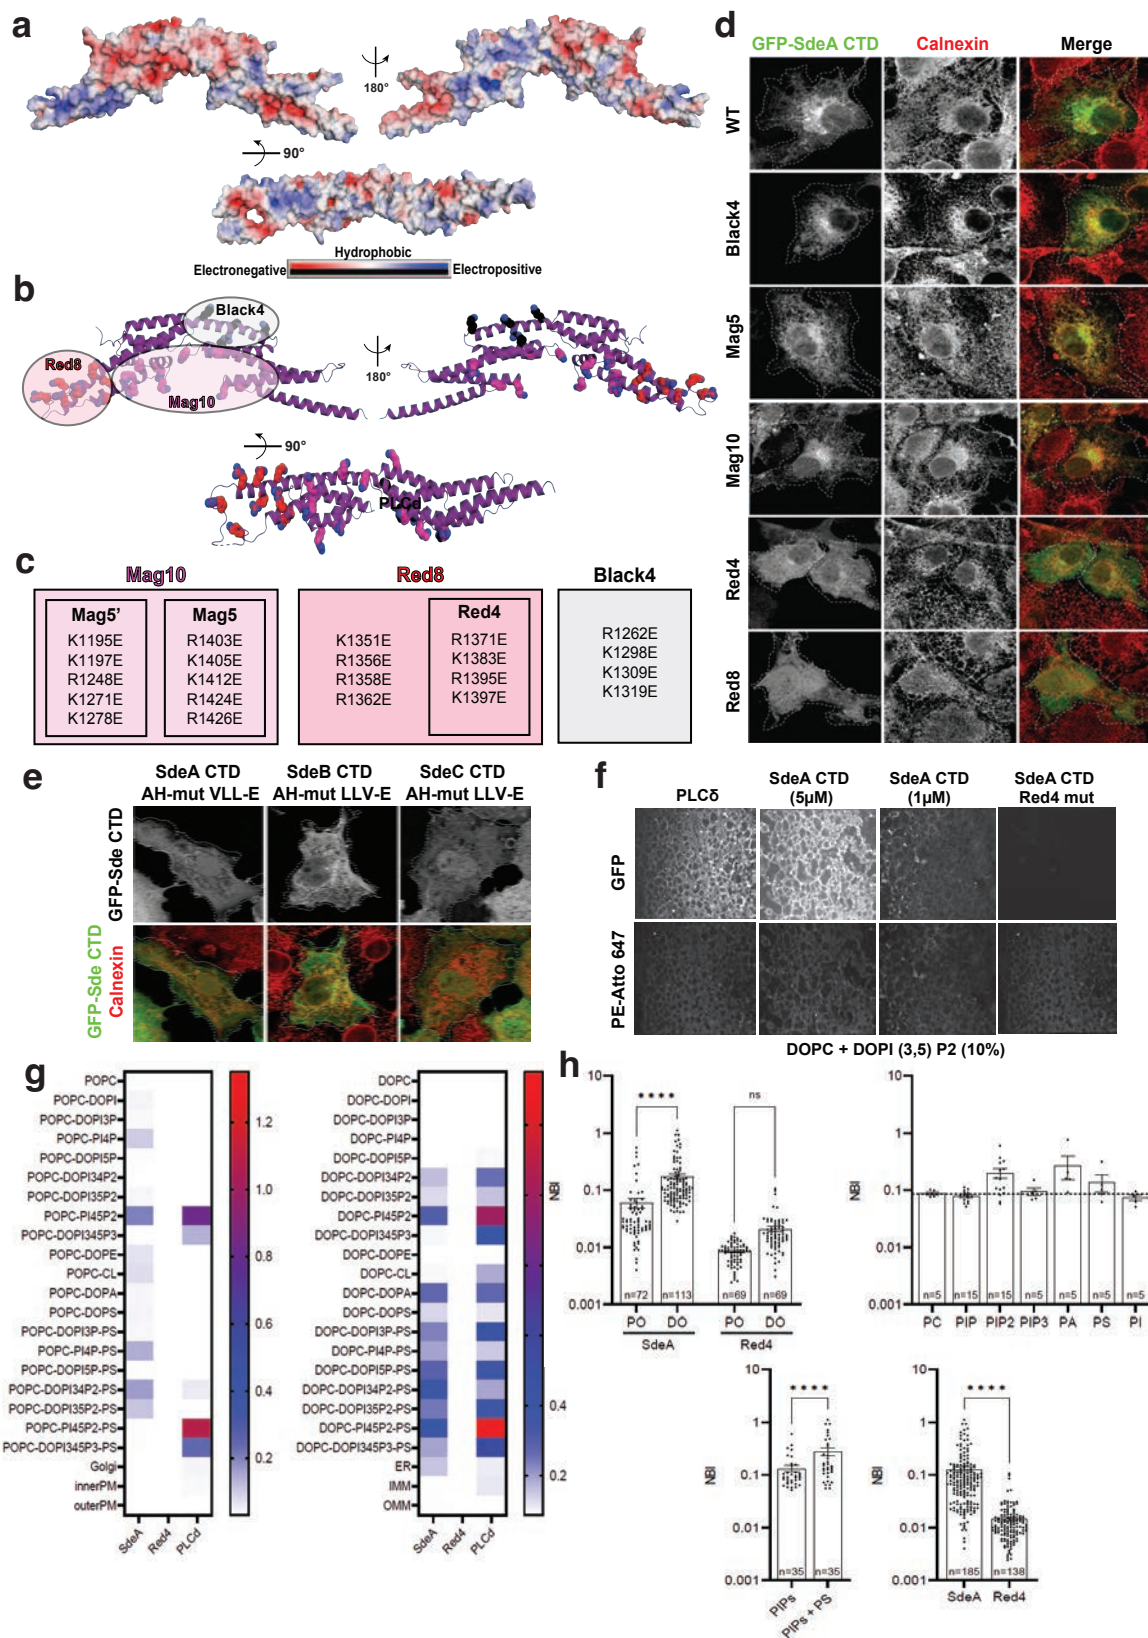 a
180°
90°
Hydrophobic
Electronegative
Electropositive
b
Black4
Red8
Mag10
180°
90°
PLCd
c
Mag10
Red8
Black4
Mag5'
K1195E
K1197E
R1248E
K1271E
K1278E
Mag5
R1403E
K1405E
K1412E
R1424E
R1426E
K1351E
R1356E
R1358E
R1362E
Red4
R1371E
K1383E
R1395E
K1397E
R1262E
K1298E
K1309E
K1319E
d
GFP-SdeA CTD
Calnexin
Merge
WT
Black4
Mag5
Mag10
Red4
Red8
e
SdeA CTD
AH-mut VLL-E
SdeB CTD
AH-mut LLV-E
SdeC CTD
AH-mut LLV-E
GFP-Sde CTD
GFP-Sde CTD
Calnexin
f
PLCδ
SdeA CTD
(5µM)
SdeA CTD
(1µM)
SdeA CTD
Red4 mut
GFP
PE-Atto 647
DOPC + DOPI (3,5) P2 (10%)
g
POPC
POPC-DOPI
POPC-DOPI3P
POPC-PI4P
POPC-DOPI5P
POPC-DOPI34P2
POPC-DOPI35P2
POPC-PI45P2
POPC-DOPI345P3
POPC-DOPE
POPC-CL
POPC-DOPA
POPC-DOPS
POPC-DOPI3P-PS
POPC-PI4P-PS
POPC-DOPI5P-PS
POPC-DOPI34P2-PS
POPC-DOPI35P2-PS
POPC-PI45P2-PS
POPC-DOPI345P3-PS
Golgi
innerPM
outerPM
SdeA
Red4
PLCd
1.2
1.0
0.8
0.6
0.4
0.2
DOPC
DOPC-DOPI
DOPC-DOPI3P
DOPC-PI4P
DOPC-DOPI5P
DOPC-DOPI34P2
DOPC-DOPI35P2
DOPC-PI45P2
DOPC-DOPI345P3
DOPC-DOPE
DOPC-CL
DOPC-DOPA
DOPC-DOPS
DOPC-DOPI3P-PS
DOPC-PI4P-PS
DOPC-DOPI5P-PS
DOPC-DOPI34P2-PS
DOPC-DOPI35P2-PS
DOPC-PI45P2-PS
DOPC-DOPI345P3-PS
ER
IMM
OMM
SdeA
Red4
PLCd
0.4
0.2
h
NBI
10
1
0.1
0.01
0.001
****
ns
n=72
n=113
n=69
n=69
PO
DO
PO
DO
SdeA
Red4
NBI
10
1
0.1
0.01
0.001
n=5
n=15
n=15
n=5
n=5
n=5
n=5
PC
PIP
PIP2
PIP3
PA
PS
PI
NBI
10
1
0.1
0.01
0.001
****
n=35
n=35
PIPs
PIPs + PS
NBI
10
1
0.1
0.01
0.001
****
n=185
n=138
SdeA
Red4